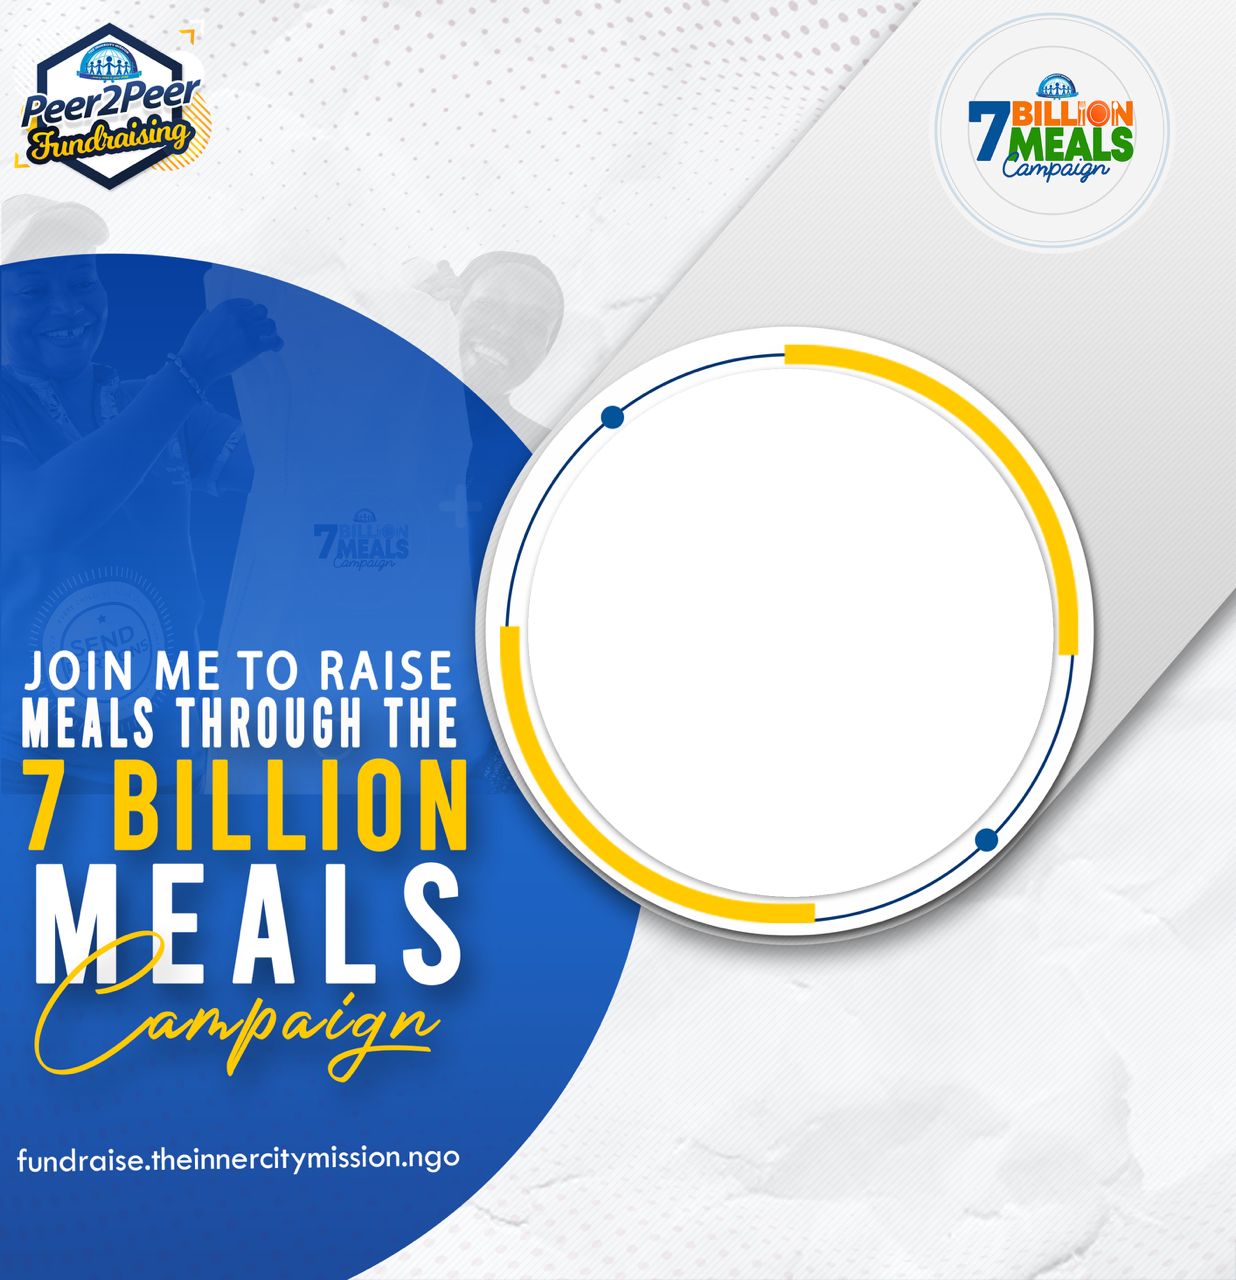 Peer2Peer
Fundraising
7 BILLION
MEALS
Campaign
7 BILLION
MEALS
Campaign
SEND
JOIN ME TO RAISE
MEALS THROUGH THE
7 BILLION
MEALS
Campaign
fundraise.theinnercitymission.ngo